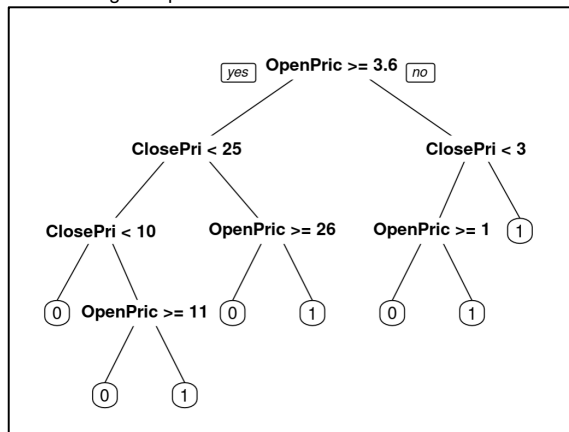 yes OpenPric >= 3.6 no
ClosePri < 25 ClosePri < 3
ClosePri < 10 OpenPric >= 26 OpenPric >= 1 1
0 OpenPric >= 11 0 1 0 1
0 1